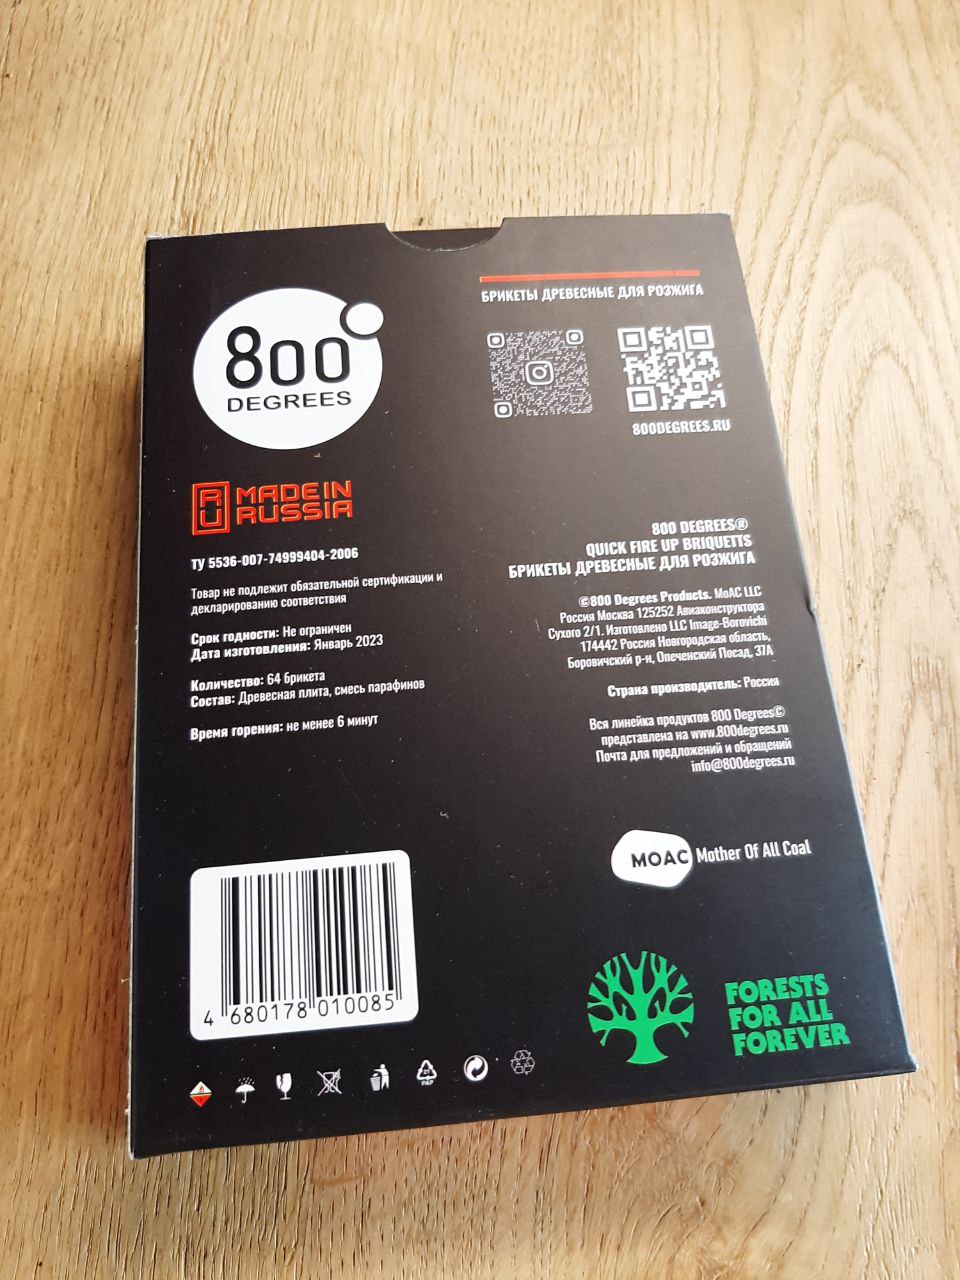 800
DEGREES
БРИКЕТЫ ДРЕВЕСНЫЕ ДЛЯ РОЗЖИГА
800DEGREES.RU
RU
MADE IN
RUSSIA
ТУ 5536-007-74999404-2006
Товар не подлежит обязательной сертификации и
декларированию соответствия
Срок годности: Не ограничен
Дата изготовления: Январь 2023
Количество: 64 брикета
Состав: Древесная плита, смесь парафинов
Время горения: не менее 6 минут
800 DEGREES®
QUICK FIRE UP BRIQUETTS
БРИКЕТЫ ДРЕВЕСНЫЕ ДЛЯ РОЗЖИГА
©800 Degrees Products. MoAC LLC
Россия Москва 125252 Авиаконструктора
Сухого 2/1. Изготовлено LLC Image-Borovichi
174442 Россия Новгородская область,
Боровичский р-н, Опеченский Посад, 37А
Страна производитель: Россия
Вся линейка продуктов 800 Degrees©
представлена на www.800degrees.ru
Почта для предложений и обращений
info@800degrees.ru
MOAC Mother Of All Coal
4 680178 010085
FORESTS
FOR ALL
FOREVER
PAP